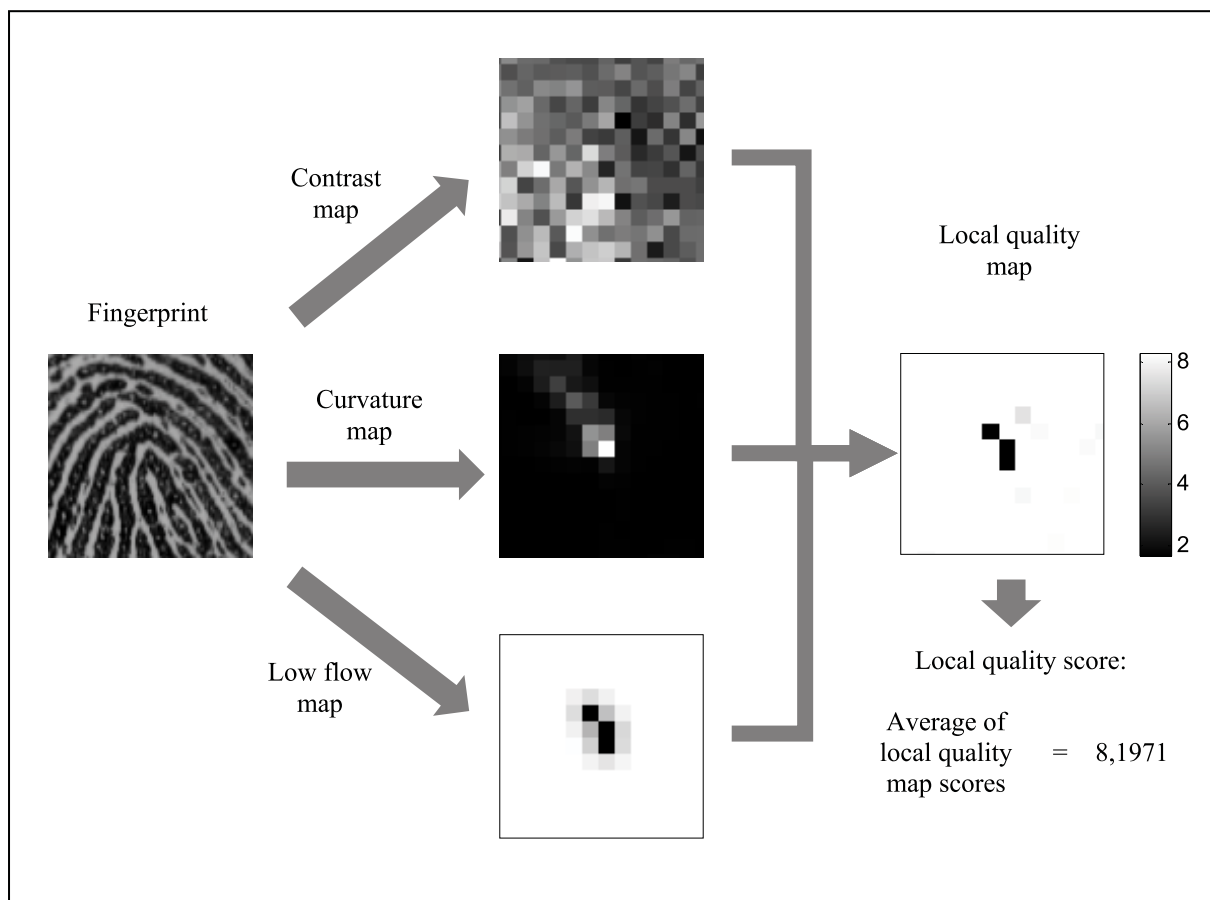 Fingerprint
Contrast
map
Curvature
map
Low flow
map
Local quality
map
8
6
4
2
Local quality score:
Average of
local quality
map scores
= 8,1971